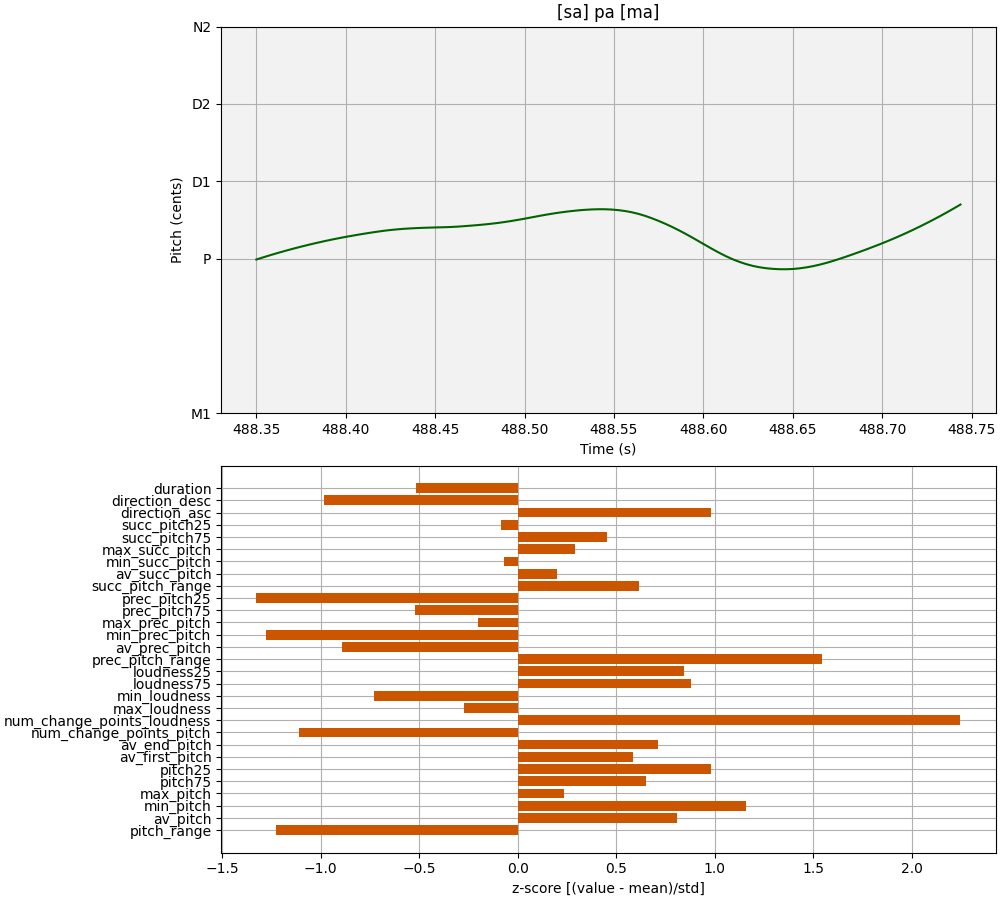 [sa] pa [ma]
N2
D2
D1
P
M1
Pitch (cents)
488.35 488.40 488.45 488.50 488.55 488.60 488.65 488.70 488.75
Time (s)
duration
direction_desc
direction_asc
succ_pitch25
succ_pitch75
max_succ_pitch
min_succ_pitch
av_succ_pitch
succ_pitch_range
prec_pitch25
prec_pitch75
max_prec_pitch
min_prec_pitch
av_prec_pitch
prec_pitch_range
loudness25
loudness75
min_loudness
max_loudness
num_change_points_loudness
num_change_points_pitch
av_end_pitch
av_first_pitch
pitch25
pitch75
max_pitch
min_pitch
av_pitch
pitch_range
−1.5 −1.0 −0.5 0.0 0.5 1.0 1.5 2.0
z-score [(value - mean)/std]